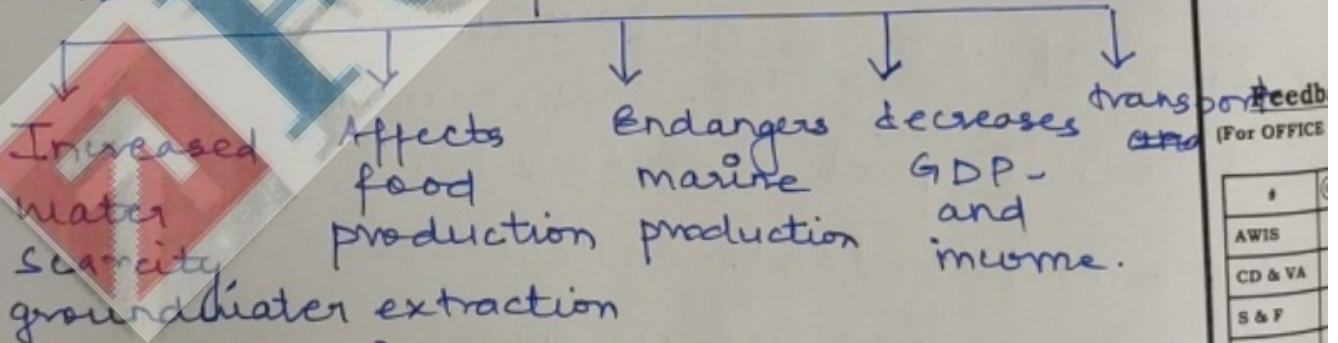 Increased
water
scarcity
groundwater extraction
Affects
food
production
Endangers
marine
production
decreases
GDP-
and
income.
transport
Feedb
(For OFFICE
#
AWIS
CD & VA
S & F